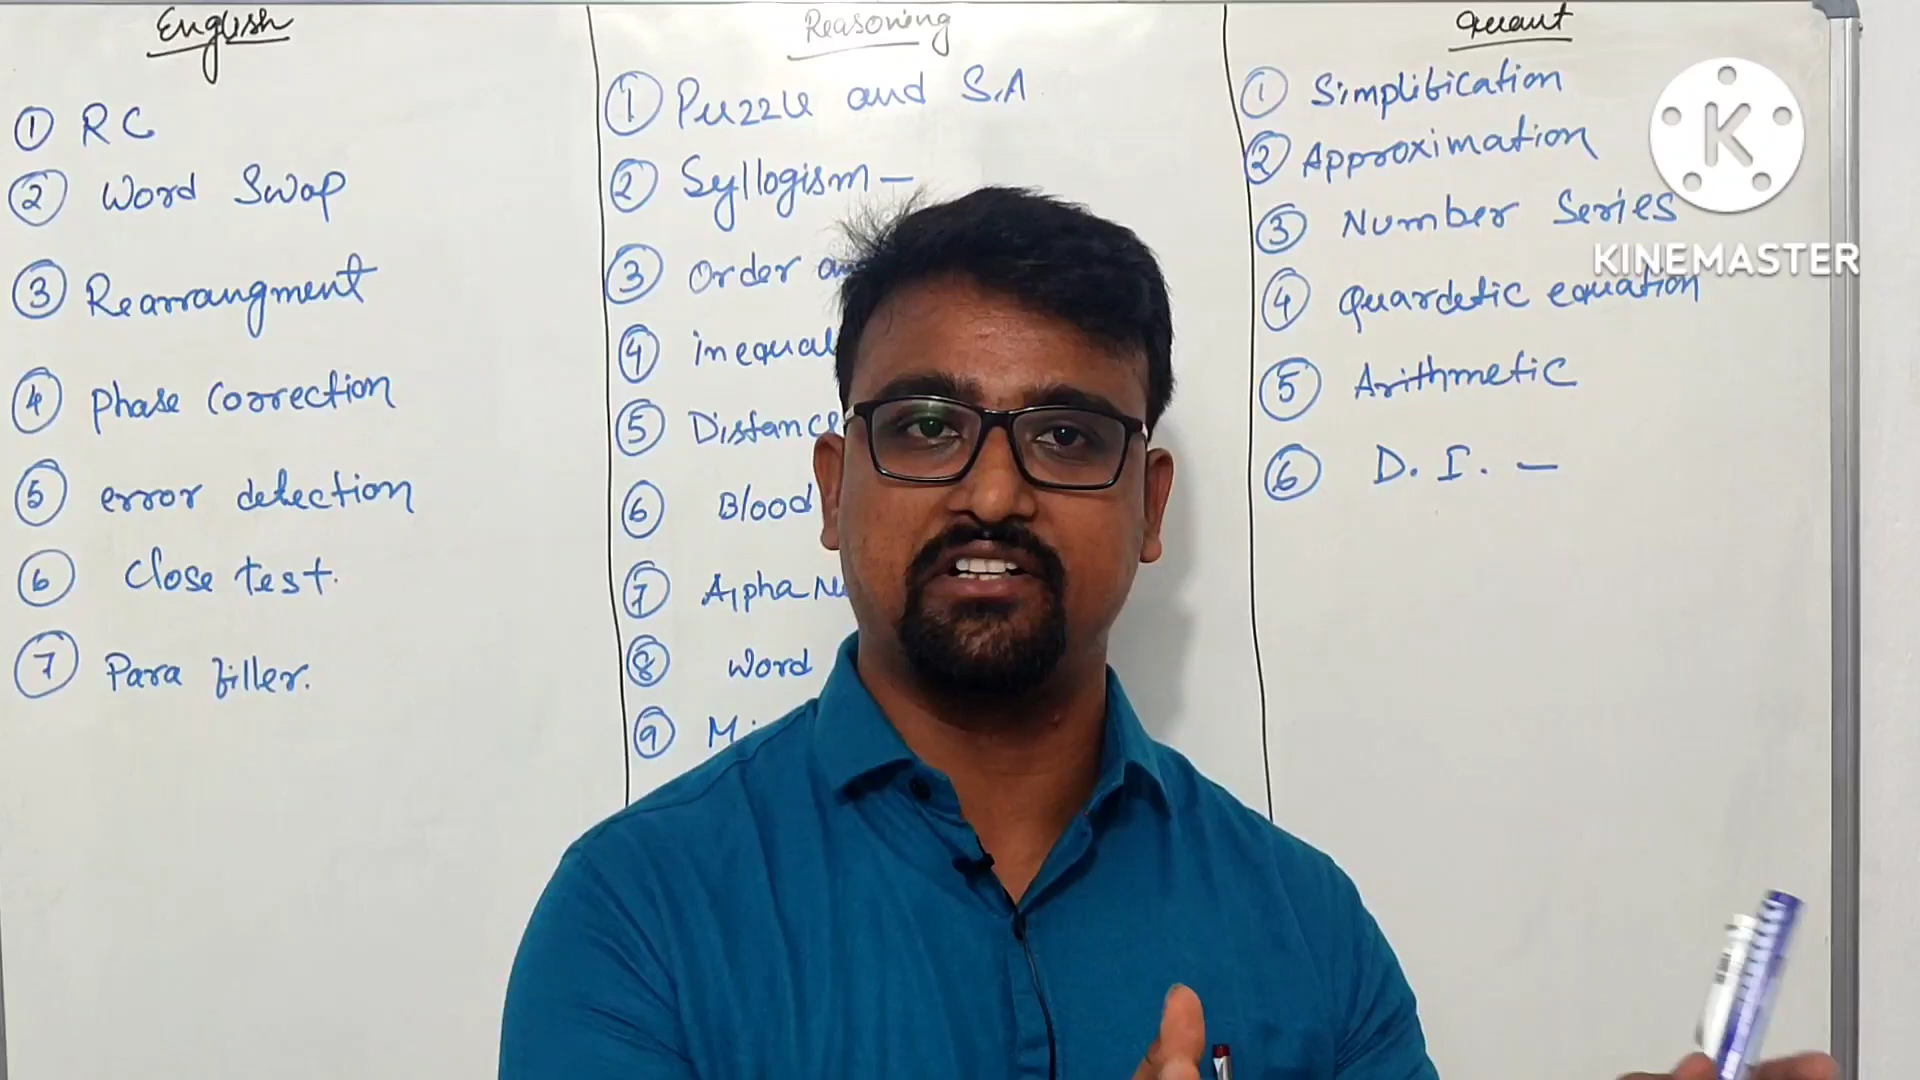 English
① RC
② Word Swap
③ Rearrangment
④ Phase Correction
⑤ error detection
⑥ Close test.
⑦ Para filler.
Reasoning
① Puzzle and S.A
② Syllogism –
③ Order
④ inequal
⑤ Distance
⑥ Blood
⑦ Alpha Nu
⑧ Word
⑨ Mi
Quant
① Simplification
② Approximation
③ Number Series
④ Quardetic equation
⑤ Arithmetic
⑥ D.I. –
K
KINEMASTER